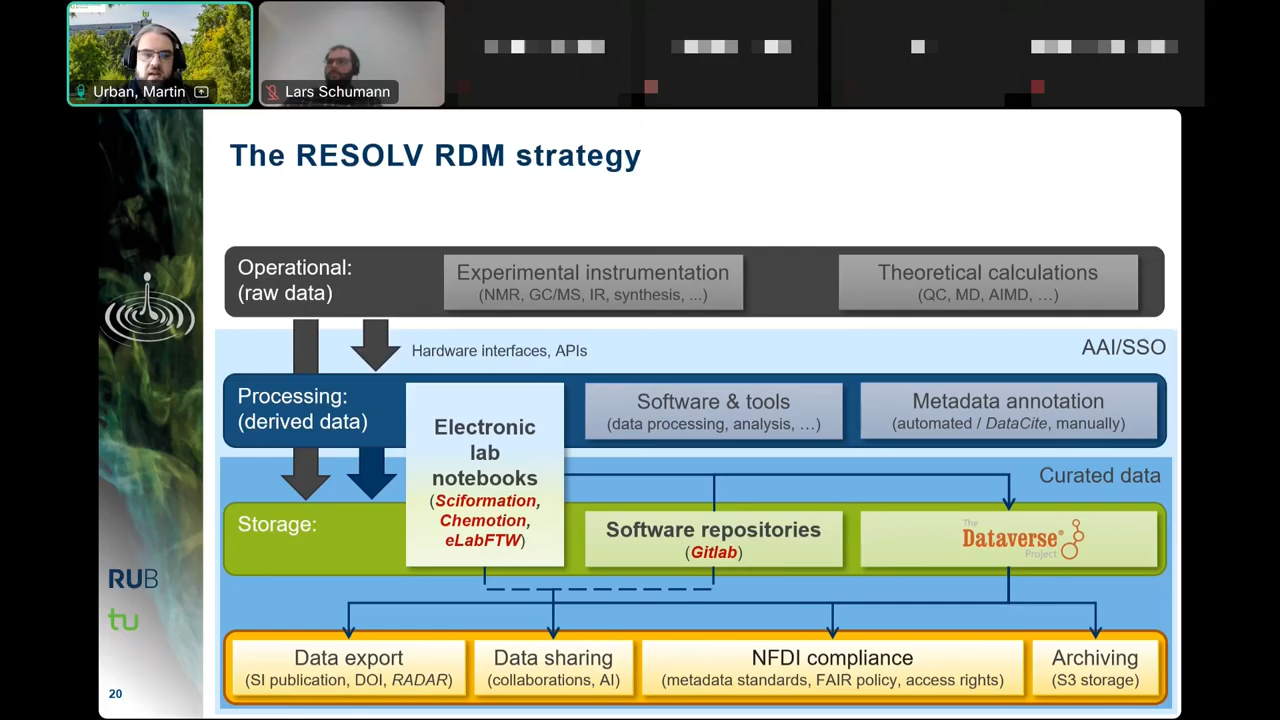 Urban, Martin
Lars Schumann
The RESOLV RDM strategy
Operational:
(raw data)
Experimental instrumentation
(NMR, GC/MS, IR, synthesis, ...)
Theoretical calculations
(QC, MD, AIMD, …)
Hardware interfaces, APIs
AAI/SSO
Processing:
(derived data)
Electronic
lab
notebooks
(Sciformation,
Chemotion,
eLabFTW)
Software & tools
(data processing, analysis, …)
Metadata annotation
(automated / DataCite, manually)
Curated data
Storage:
Software repositories
(Gitlab)
The
Dataverse®
Project
RUB
tu
Data export
(SI publication, DOI, RADAR)
Data sharing
(collaborations, AI)
NFDI compliance
(metadata standards, FAIR policy, access rights)
Archiving
(S3 storage)
20